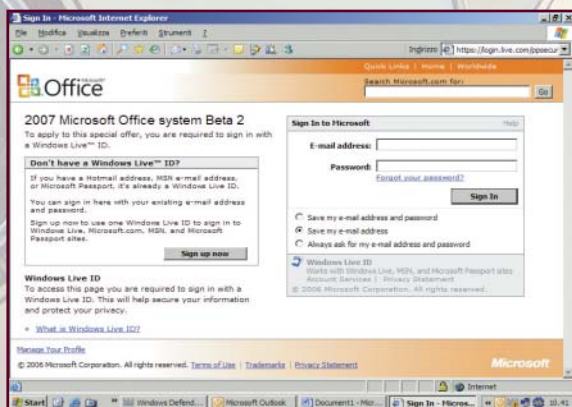 Sign In - Microsoft Internet Explorer
File Modifica Visualizza Preferiti Strumenti ?
Indirizzo https://login.live.com/ppsecur
Quick Links | Home | Worldwide
Microsoft
Office
Search Microsoft.com for:
Go
2007 Microsoft Office system Beta 2
To apply to this special offer, you are required to sign in with
a Windows Live™ ID.
Don't have a Windows Live™ ID?
If you have a Hotmail address, MSN e-mail address,
or Microsoft Passport, it's already a Windows Live ID.
You can sign in here with your existing e-mail address
and password.
Sign up now to use one Windows Live ID to sign in to
Windows Live, Microsoft.com, MSN, and Microsoft
Passport sites.
Sign up now
Windows Live ID
To access this page you are required to sign in with a
Windows Live ID. This will help secure your information
and protect your privacy.
What is Windows Live ID?
Sign In to Microsoft
Help
E-mail address:
Password:
Forgot your password?
Sign In
Save my e-mail address and password
Save my e-mail address
Always ask for my e-mail address and password
Windows Live ID
Works with Windows Live, MSN, and Microsoft Passport sites
Account Services | Privacy Statement
© 2006 Microsoft Corporation. All rights reserved.
Manage Your Profile
© 2006 Microsoft Corporation. All rights reserved. Terms of Use | Trademarks | Privacy Statement
Microsoft
Internet
Start
Windows Defend...
Microsoft Outlook
Document1 - Micr...
Sign In - Micros...
10.41